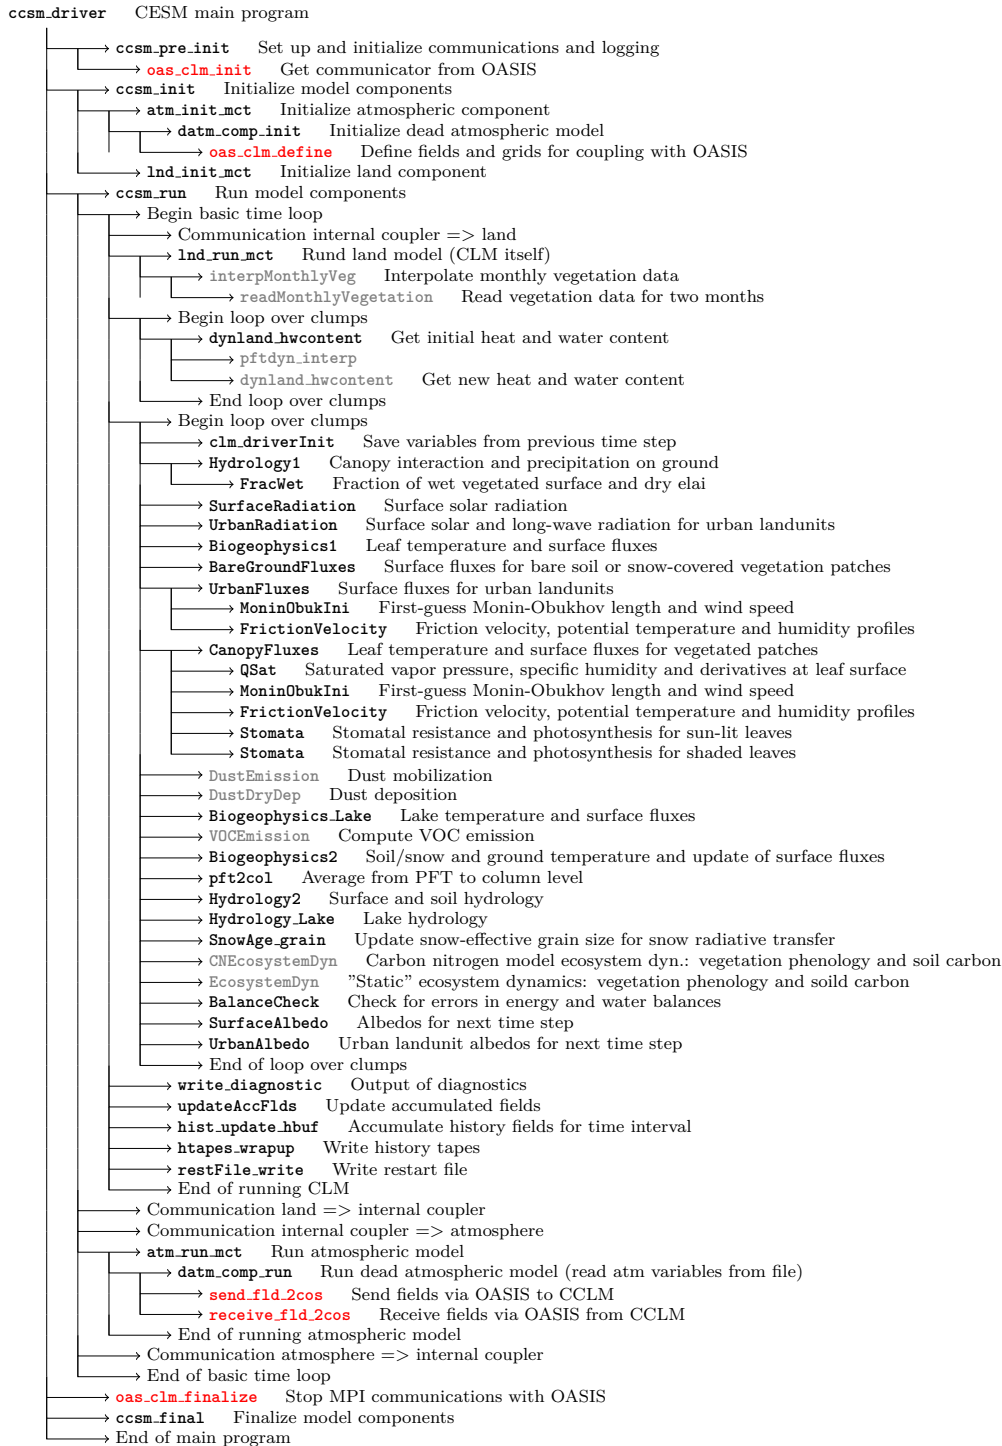 ccsm_driver CESM main program
ccsm_pre_init Set up and initialize communications and logging
oas_clm_init Get communicator from OASIS
ccsm_init Initialize model components
atm_init_mct Initialize atmospheric component
datm_comp_init Initialize dead atmospheric model
oas_clm_define Define fields and grids for coupling with OASIS
lnd_init_mct Initialize land component
ccsm_run Run model components
Begin basic time loop
Communication internal coupler => land
lnd_run_mct Rund land model (CLM itself)
interpMonthlyVeg Interpolate monthly vegetation data
readMonthlyVegetation Read vegetation data for two months
Begin loop over clumps
dynland_hwcontent Get initial heat and water content
pftdyn_interp
dynland_hwcontent Get new heat and water content
End loop over clumps
Begin loop over clumps
clm_driverInit Save variables from previous time step
Hydrology1 Canopy interaction and precipitation on ground
FracWet Fraction of wet vegetated surface and dry elai
SurfaceRadiation Surface solar radiation
UrbanRadiation Surface solar and long-wave radiation for urban landunits
Biogeophysics1 Leaf temperature and surface fluxes
BareGroundFluxes Surface fluxes for bare soil or snow-covered vegetation patches
UrbanFluxes Surface fluxes for urban landunits
MoninObukIni First-guess Monin-Obukhov length and wind speed
FrictionVelocity Friction velocity, potential temperature and humidity profiles
CanopyFluxes Leaf temperature and surface fluxes for vegetated patches
QSat Saturated vapor pressure, specific humidity and derivatives at leaf surface
MoninObukIni First-guess Monin-Obukhov length and wind speed
FrictionVelocity Friction velocity, potential temperature and humidity profiles
Stomata Stomatal resistance and photosynthesis for sun-lit leaves
Stomata Stomatal resistance and photosynthesis for shaded leaves
DustEmission Dust mobilization
DustDryDep Dust deposition
Biogeophysics_Lake Lake temperature and surface fluxes
VOCEmission Compute VOC emission
Biogeophysics2 Soil/snow and ground temperature and update of surface fluxes
pft2col Average from PFT to column level
Hydrology2 Surface and soil hydrology
Hydrology_Lake Lake hydrology
SnowAge_grain Update snow-effective grain size for snow radiative transfer
CNEcosystemDyn Carbon nitrogen model ecosystem dyn.: vegetation phenology and soil carbon
EcosystemDyn ”Static” ecosystem dynamics: vegetation phenology and soild carbon
BalanceCheck Check for errors in energy and water balances
SurfaceAlbedo Albedos for next time step
UrbanAlbedo Urban landunit albedos for next time step
End of loop over clumps
write_diagnostic Output of diagnostics
updateAccFlds Update accumulated fields
hist_update_hbuf Accumulate history fields for time interval
htapes_wrapup Write history tapes
restFile_write Write restart file
End of running CLM
Communication land => internal coupler
Communication internal coupler => atmosphere
atm_run_mct Run atmospheric model
datm_comp_run Run dead atmospheric model (read atm variables from file)
send_fld_2cos Send fields via OASIS to CCLM
receive_fld_2cos Receive fields via OASIS from CCLM
End of running atmospheric model
Communication atmosphere => internal coupler
End of basic time loop
oas_clm_finalize Stop MPI communications with OASIS
ccsm_final Finalize model components
End of main program